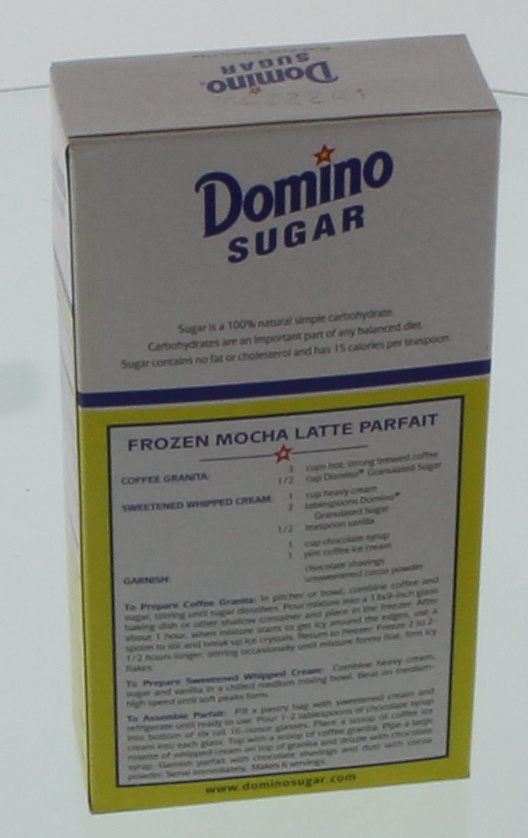 Domino
SUGAR
Domino
SUGAR
Sugar is a 100% natural simple carbohydrate.
Carbohydrates are an important part of any balanced diet.
Sugar contains no fat or cholesterol and has 15 calories per teaspoon.
FROZEN MOCHA LATTE PARFAIT
COFFEE GRANITA: 3 cups hot, strong brewed coffee
1/2 cup Domino® Granulated Sugar
SWEETENED WHIPPED CREAM: 1 cup heavy cream
2 tablespoons Domino®
Granulated Sugar
1/2 teaspoon vanilla
1 cup chocolate syrup
1 pint coffee ice cream
GARNISH: chocolate shavings
unsweetened cocoa powder
To Prepare Coffee Granita: In pitcher or bowl, combine coffee and
sugar, stirring until sugar dissolves. Pour mixture into a 13x9-inch glass
baking dish or other shallow container and place in the freezer. After
about 1 hour, when mixture starts to get icy around the edges, use a
spoon to stir and break up ice crystals. Return to freezer. Freeze 2 to 2-
1/2 hours longer, stirring occasionally until mixture forms fine, firm icy
flakes.
To Prepare Sweetened Whipped Cream: Combine heavy cream,
sugar and vanilla in a chilled medium mixing bowl. Beat on medium-
high speed until soft peaks form.
To Assemble Parfait: Fill a pastry bag with sweetened cream and
refrigerate until ready to use. Pour 1-2 tablespoons of chocolate syrup
into bottom of six tall 16-ounce glasses. Place a scoop of coffee ice
cream into each glass. Top with a scoop of coffee granita. Pipe a large
rosette of whipped cream on top of granita and drizzle with chocolate
syrup. Garnish parfait with chocolate shavings and dust with cocoa
powder. Serve immediately. Makes 6 servings.
www.dominosugar.com